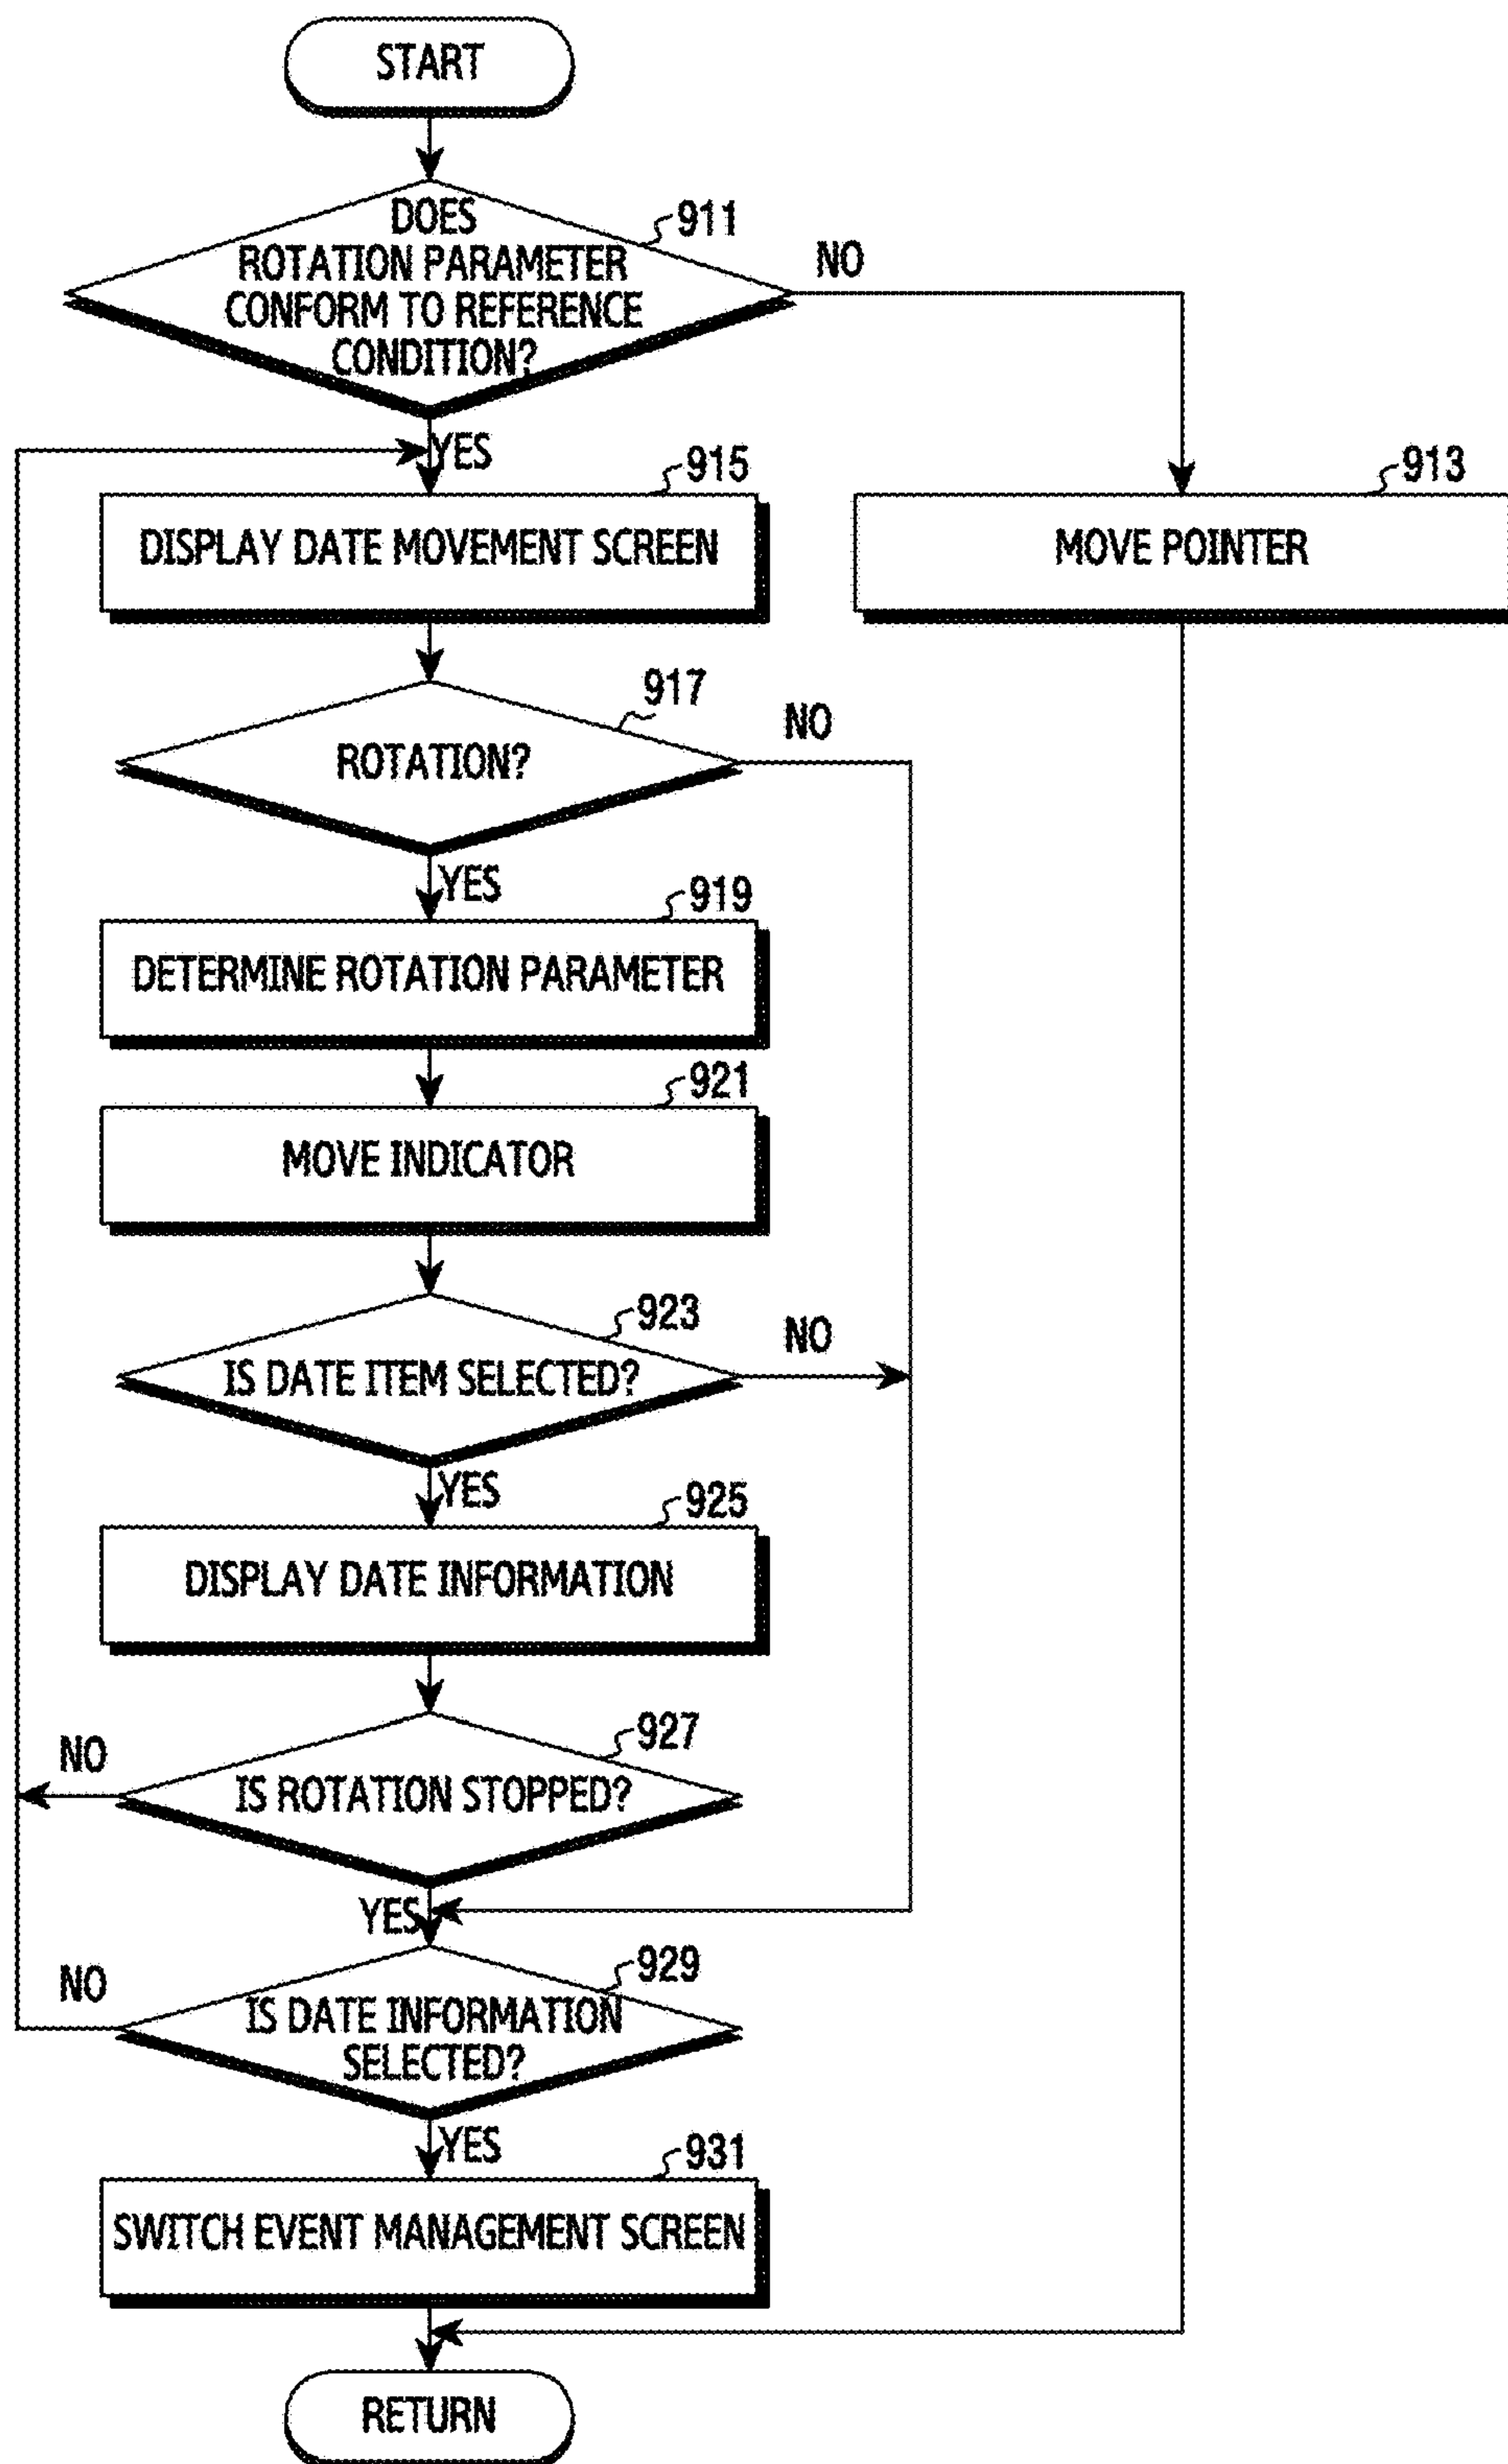 START
DOES
ROTATION PARAMETER
CONFORM TO REFERENCE
CONDITION?
911
NO
YES
915
DISPLAY DATE MOVEMENT SCREEN
913
MOVE POINTER
917
ROTATION?
NO
YES
919
DETERMINE ROTATION PARAMETER
921
MOVE INDICATOR
923
IS DATE ITEM SELECTED?
NO
YES
925
DISPLAY DATE INFORMATION
927
NO
IS ROTATION STOPPED?
YES
929
NO
IS DATE INFORMATION
SELECTED?
YES
931
SWITCH EVENT MANAGEMENT SCREEN
RETURN